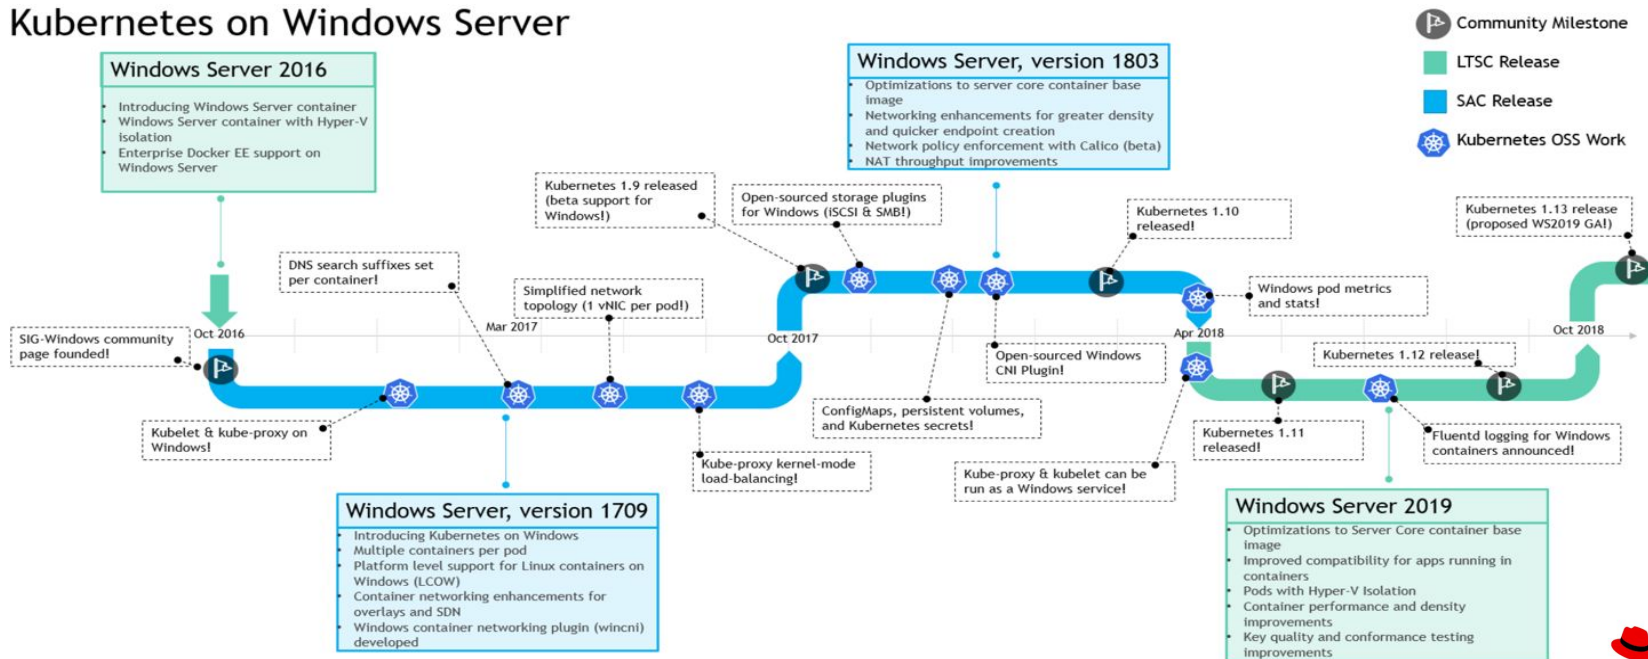 Kubernetes on Windows Server
Community Milestone
LTSC Release
SAC Release
Kubernetes OSS Work
Windows Server 2016
Introducing Windows Server container
Windows Server container with Hyper-V
isolation
Enterprise Docker EE support on
Windows Server
Windows Server, version 1803
Optimizations to server core container base
image
Networking enhancements for greater density
and quicker endpoint creation
Network policy enforcement with Calico (beta)
NAT throughput improvements
Kubernetes 1.9 released
(beta support for
Windows!)
Open-sourced storage plugins
for Windows (iSCSI & SMB!)
Kubernetes 1.10
released!
Kubernetes 1.13 release
(proposed WS2019 GA!)
DNS search suffixes set
per container!
Simplified network
topology (1 vNIC per pod!)
Windows pod metrics
and stats!
SIG-Windows community
page founded!
Oct 2016
Mar 2017
Oct 2017
Apr 2018
Oct 2018
Open-sourced Windows
CNI Plugin!
Kubernetes 1.12 release!
Kubelet & kube-proxy on
Windows!
Kube-proxy kernel-mode
load-balancing!
ConfigMaps, persistent volumes,
and Kubernetes secrets!
Kube-proxy & kubelet can be
run as a Windows service!
Kubernetes 1.11
released!
Fluentd logging for Windows
containers announced!
Windows Server, version 1709
Introducing Kubernetes on Windows
Multiple containers per pod
Platform level support for Linux containers on
Windows (LCOW)
Container networking enhancements for
overlays and SDN
Windows container networking plugin (wincni)
developed
Windows Server 2019
Optimizations to Server Core container base
image
Improved compatibility for apps running in
containers
Pods with Hyper-V Isolation
Container performance and density
improvements
Key quality and conformance testing
improvements